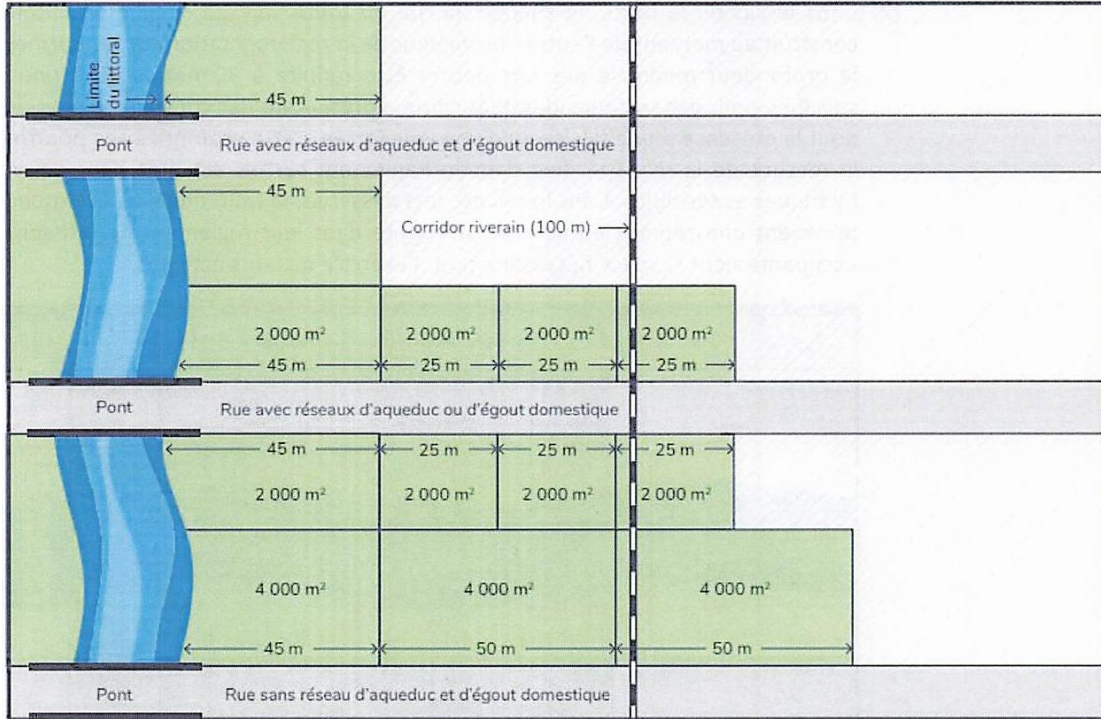 Limite
du littoral
45 m
Pont
Rue avec réseaux d'aqueduc et d'égout domestique
45 m
Corridor riverain (100 m)
2 000 m² 2 000 m² 2 000 m² 2 000 m²
45 m 25 m 25 m 25 m
Pont
Rue avec réseaux d'aqueduc ou d'égout domestique
45 m 25 m 25 m 25 m
2 000 m² 2 000 m² 2 000 m² 2 000 m²
4 000 m² 4 000 m² 4 000 m²
45 m 50 m 50 m
Pont
Rue sans réseau d'aqueduc et d'égout domestique